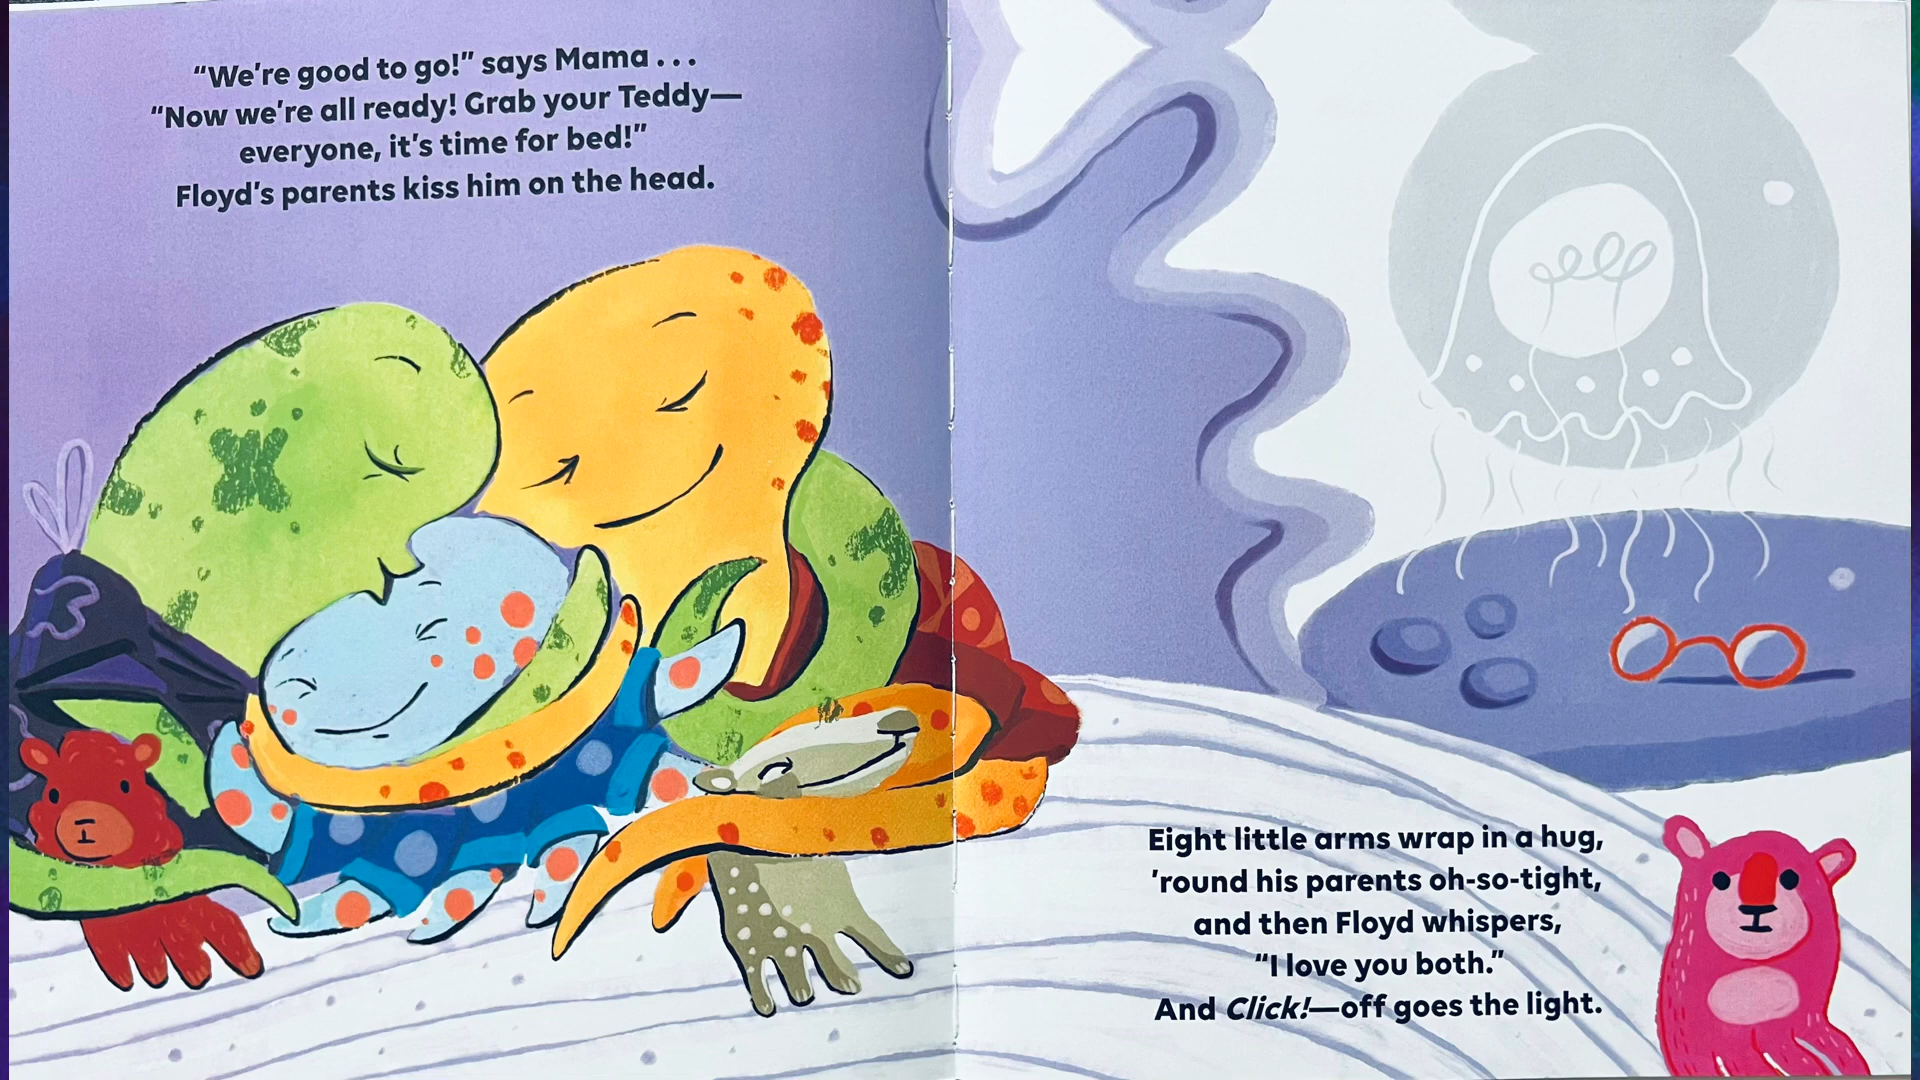 “We’re good to go!” says Mama . . .
“Now we’re all ready! Grab your Teddy—
everyone, it’s time for bed!”
Floyd’s parents kiss him on the head.
Eight little arms wrap in a hug,
’round his parents oh-so-tight,
and then Floyd whispers,
“I love you both.”
And Click!—off goes the light.